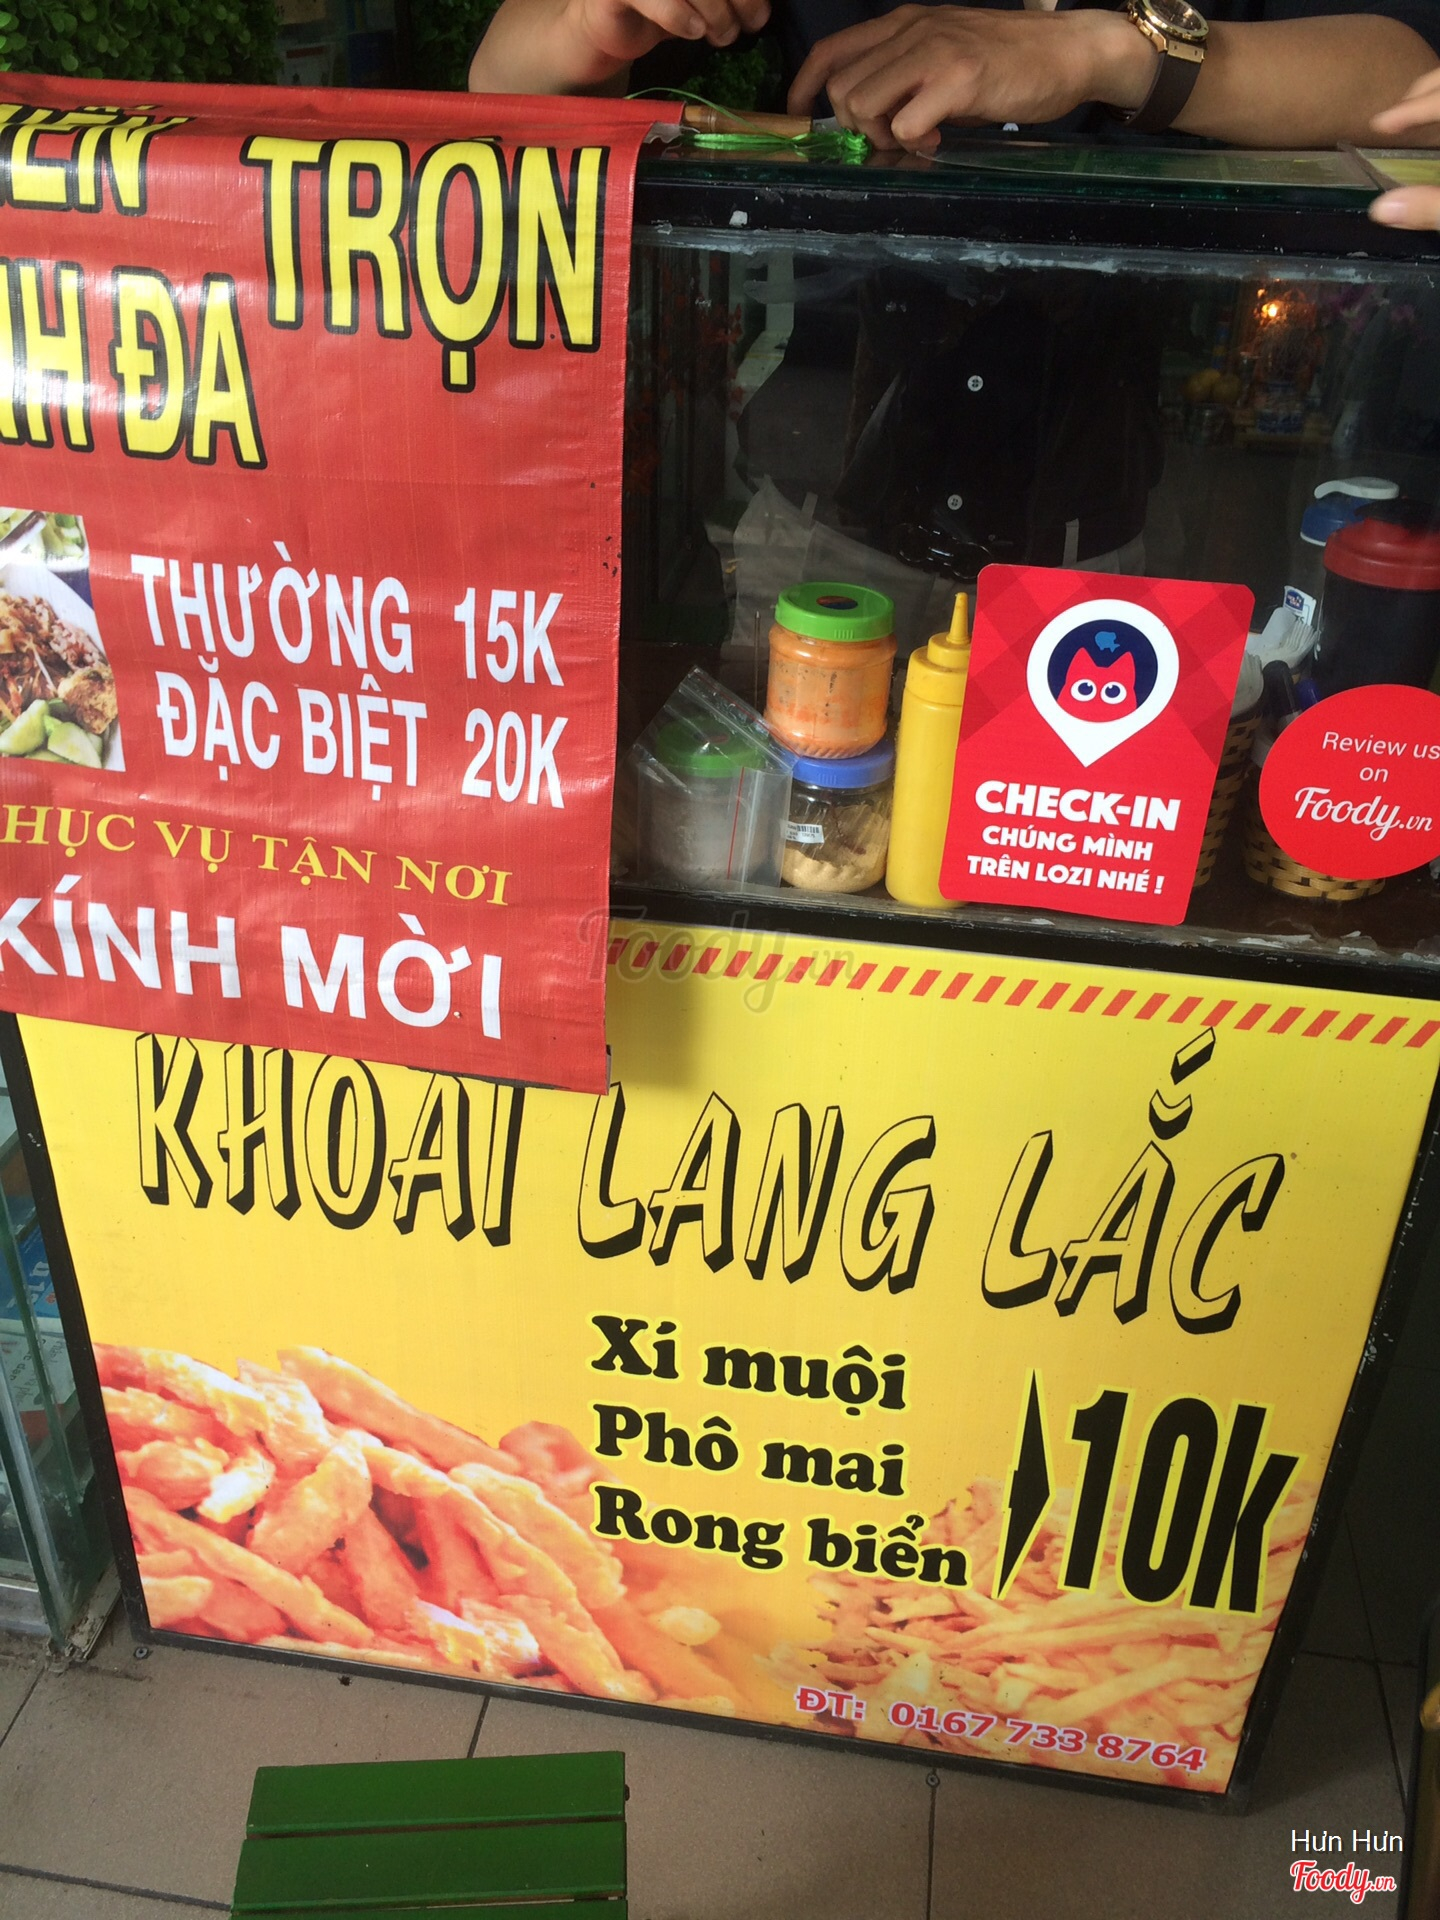 TRỘN
ĐA
THƯỜNG 15K
ĐẶC BIỆT 20K
VỤ TẬN NƠI
KÍNH MỜI
CHECK-IN
CHÚNG MÌNH
TRÊN LOZI NHÉ !
Review us
on
Foody.vn
Foody.vn
KHOAI LANG LẮC
Xí muội
Phô mai
Rong biển
10k
ĐT: 0167 733 8764
Hưn Hưn
Foody.vn